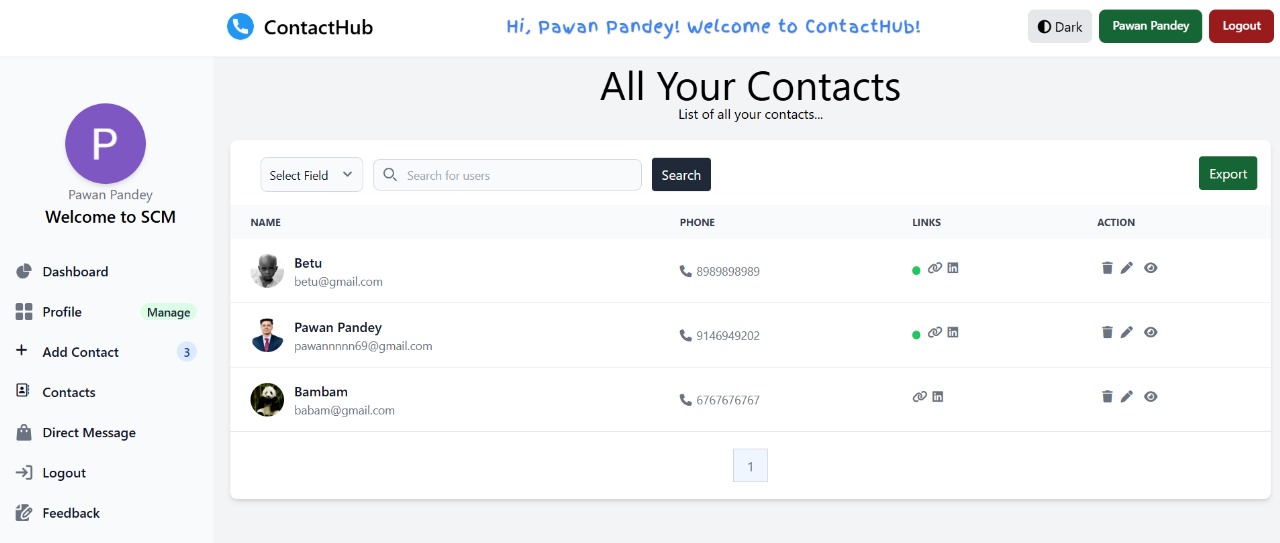 ContactHub
Hi, Pawan Pandey! Welcome to ContactHub!
Dark
Pawan Pandey
Logout
P
Pawan Pandey
Welcome to SCM
Dashboard
Profile Manage
Add Contact 3
Contacts
Direct Message
Logout
Feedback
All Your Contacts
List of all your contacts...
Select Field
Search for users
Search
Export
NAME PHONE LINKS ACTION
Betu
betu@gmail.com
8989898989
Pawan Pandey
pawannnnn69@gmail.com
9146949202
Bambam
babam@gmail.com
6767676767
1